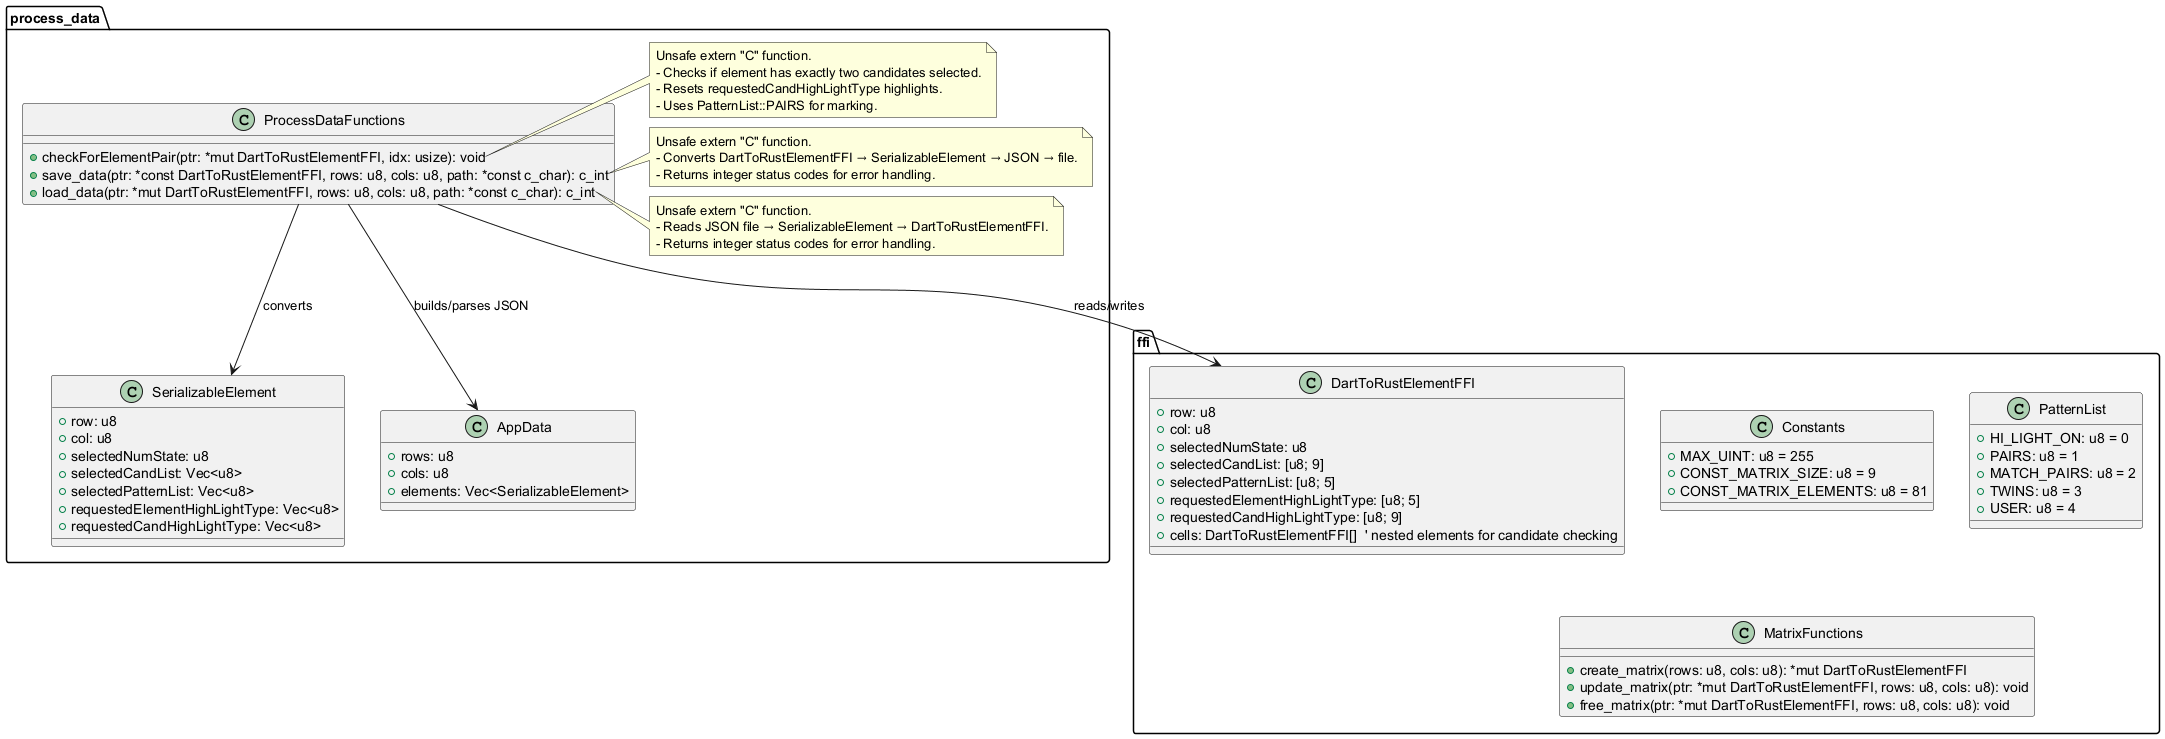 process_data
Unsafe extern "C" function.
- Checks if element has exactly two candidates selected.
- Resets requestedCandHighLightType highlights.
- Uses PatternList::PAIRS for marking.
C ProcessDataFunctions
checkForElementPair(ptr: *mut DartToRustElementFFI, idx: usize): void
save_data(ptr: *const DartToRustElementFFI, rows: u8, cols: u8, path: *const c_char): c_int
load_data(ptr: *mut DartToRustElementFFI, rows: u8, cols: u8, path: *const c_char): c_int
Unsafe extern "C" function.
- Converts DartToRustElementFFI → SerializableElement → JSON → file.
- Returns integer status codes for error handling.
Unsafe extern "C" function.
- Reads JSON file → SerializableElement → DartToRustElementFFI.
- Returns integer status codes for error handling.
converts
builds/parses JSON
reads/writes
C SerializableElement
row: u8
col: u8
selectedNumState: u8
selectedCandList: Vec<u8>
selectedPatternList: Vec<u8>
requestedElementHighLightType: Vec<u8>
requestedCandHighLightType: Vec<u8>
C AppData
rows: u8
cols: u8
elements: Vec<SerializableElement>
ffi
C DartToRustElementFFI
row: u8
col: u8
selectedNumState: u8
selectedCandList: [u8; 9]
selectedPatternList: [u8; 5]
requestedElementHighLightType: [u8; 5]
requestedCandHighLightType: [u8; 9]
cells: DartToRustElementFFI[]  ' nested elements for candidate checking
C Constants
MAX_UINT: u8 = 255
CONST_MATRIX_SIZE: u8 = 9
CONST_MATRIX_ELEMENTS: u8 = 81
C PatternList
HI_LIGHT_ON: u8 = 0
PAIRS: u8 = 1
MATCH_PAIRS: u8 = 2
TWINS: u8 = 3
USER: u8 = 4
C MatrixFunctions
create_matrix(rows: u8, cols: u8): *mut DartToRustElementFFI
update_matrix(ptr: *mut DartToRustElementFFI, rows: u8, cols: u8): void
free_matrix(ptr: *mut DartToRustElementFFI, rows: u8, cols: u8): void